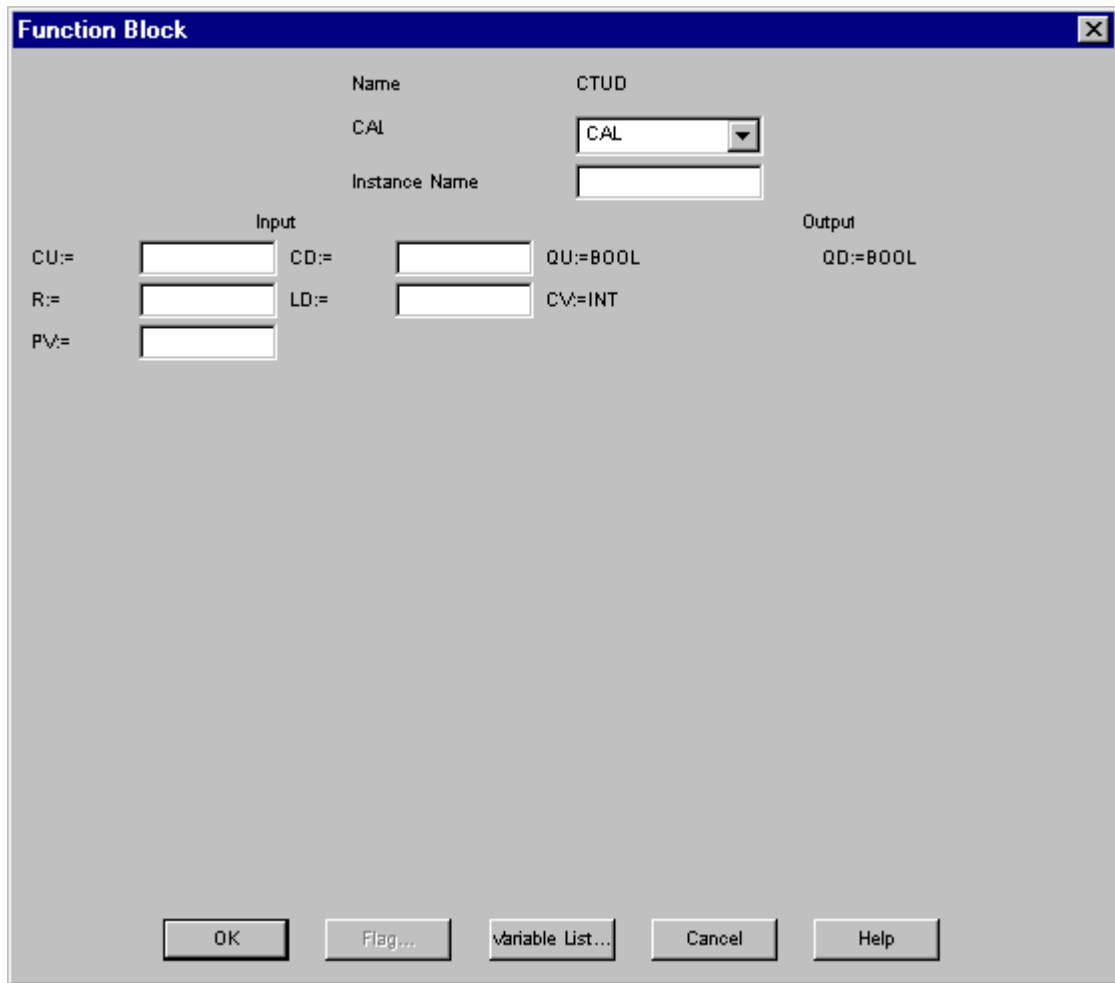 Function Block
Name CTUD
CAL CAL
Instance Name
Input Output
CU:= CD:= QU:=BOOL QD:=BOOL
R:= LD:= CV:=INT
PV:=
OK Flag... Variable List... Cancel Help